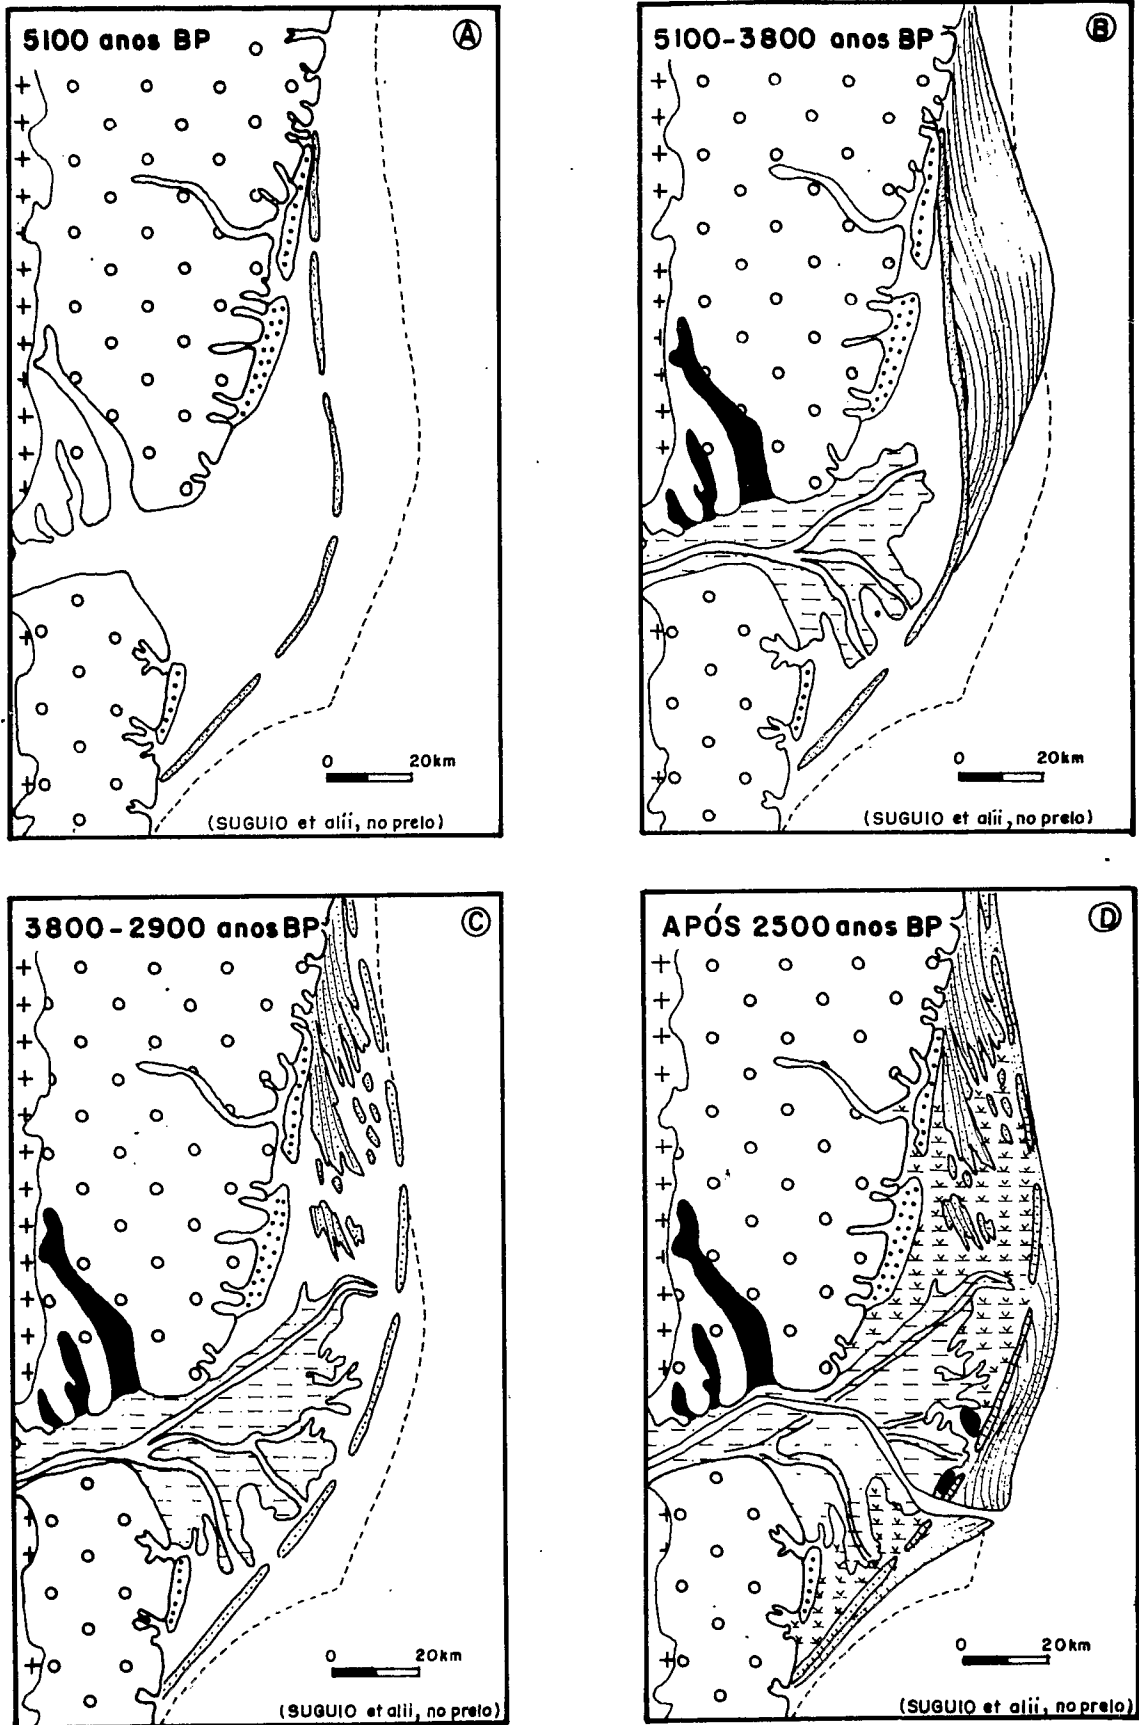 5100 anos BP A
0 20km
(SUGUIO et alii, no prelo)
5100-3800 anos BP B
0 20km
(SUGUIO et alii, no prelo)
3800-2900 anos BP C
0 20km
(SUGUIO et alii, no prelo)
APÓS 2500 anos BP D
0 20km
(SUGUIO et alii, no prelo)